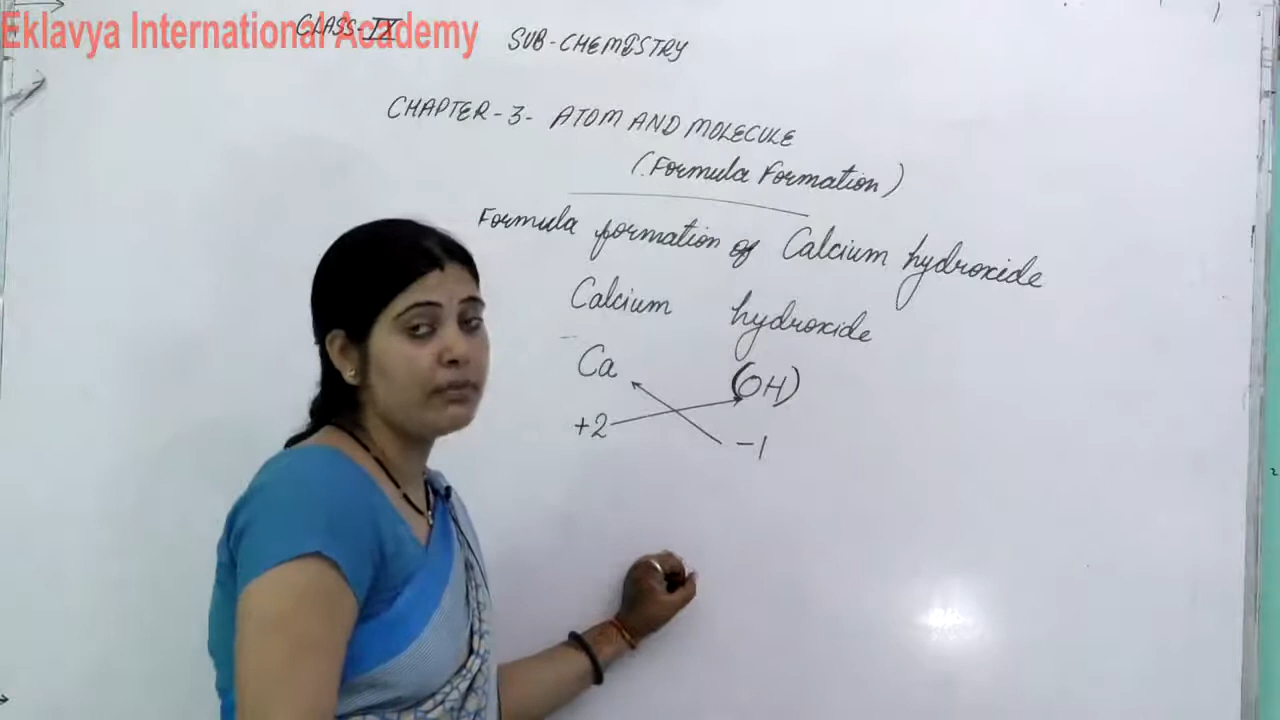 Eklavya International Academy
CLASS-IX
SUB-CHEMISTRY
CHAPTER-3- ATOM AND MOLECULE
(Formula Formation)
Formula formation of Calcium hydroxide
Calcium hydroxide
Ca (OH)
+2 -1